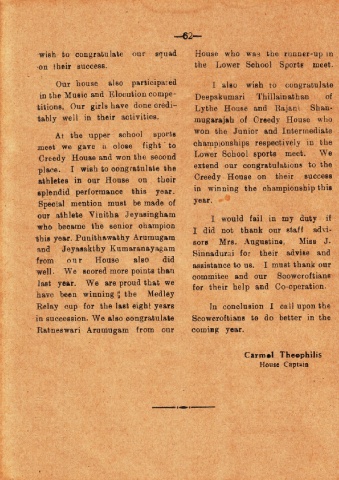 —62—
wish to congratulate our squad
on their success.
Our house also participated
in the Music and Elocution compe-
titions. Our girls have done credi-
tably well in their activities.
At the upper school sports
meet we gave a close fight to
Creedy House and won the second
place. I wish to congratulate the
athletes in our House on their
splendid performance this year.
Special mention must be made of
our athlete Vinitha Jeyasingham
who became the senior champion
this year. Punithawathy Arumugam
and Jeyasakthy Kumaranayagam
from our House also did
well. We scored more points than
last year. We are proud that we
have been winning the Medley
Relay cup for the last eight years
in succession. We also congratulate
Ratneswari Arumugam from our
House who was the runner-up in
the Lower School Sports meet.
I also wish to congratulate
Deepakumari Thillainathan of
Lythe House and Rajani Shan-
mugarajah of Creedy House who
won the Junior and Intermediate
championships respectively in the
Lower School sports meet. We
extend our congratulations to the
Creedy House on their success
in winning the championship this
year.
I would fail in my duty if
I did not thank our staff advi-
sors Mrs. Augustine, Miss J.
Sinnadurai for their advise and
assistance to us. I must thank our
commitee and our Scowcroftians
for their help and Co-operation.
In conclusion I call upon the
Scowcroftians to do better in the
coming year.
Carmel Theophilis
House Captain